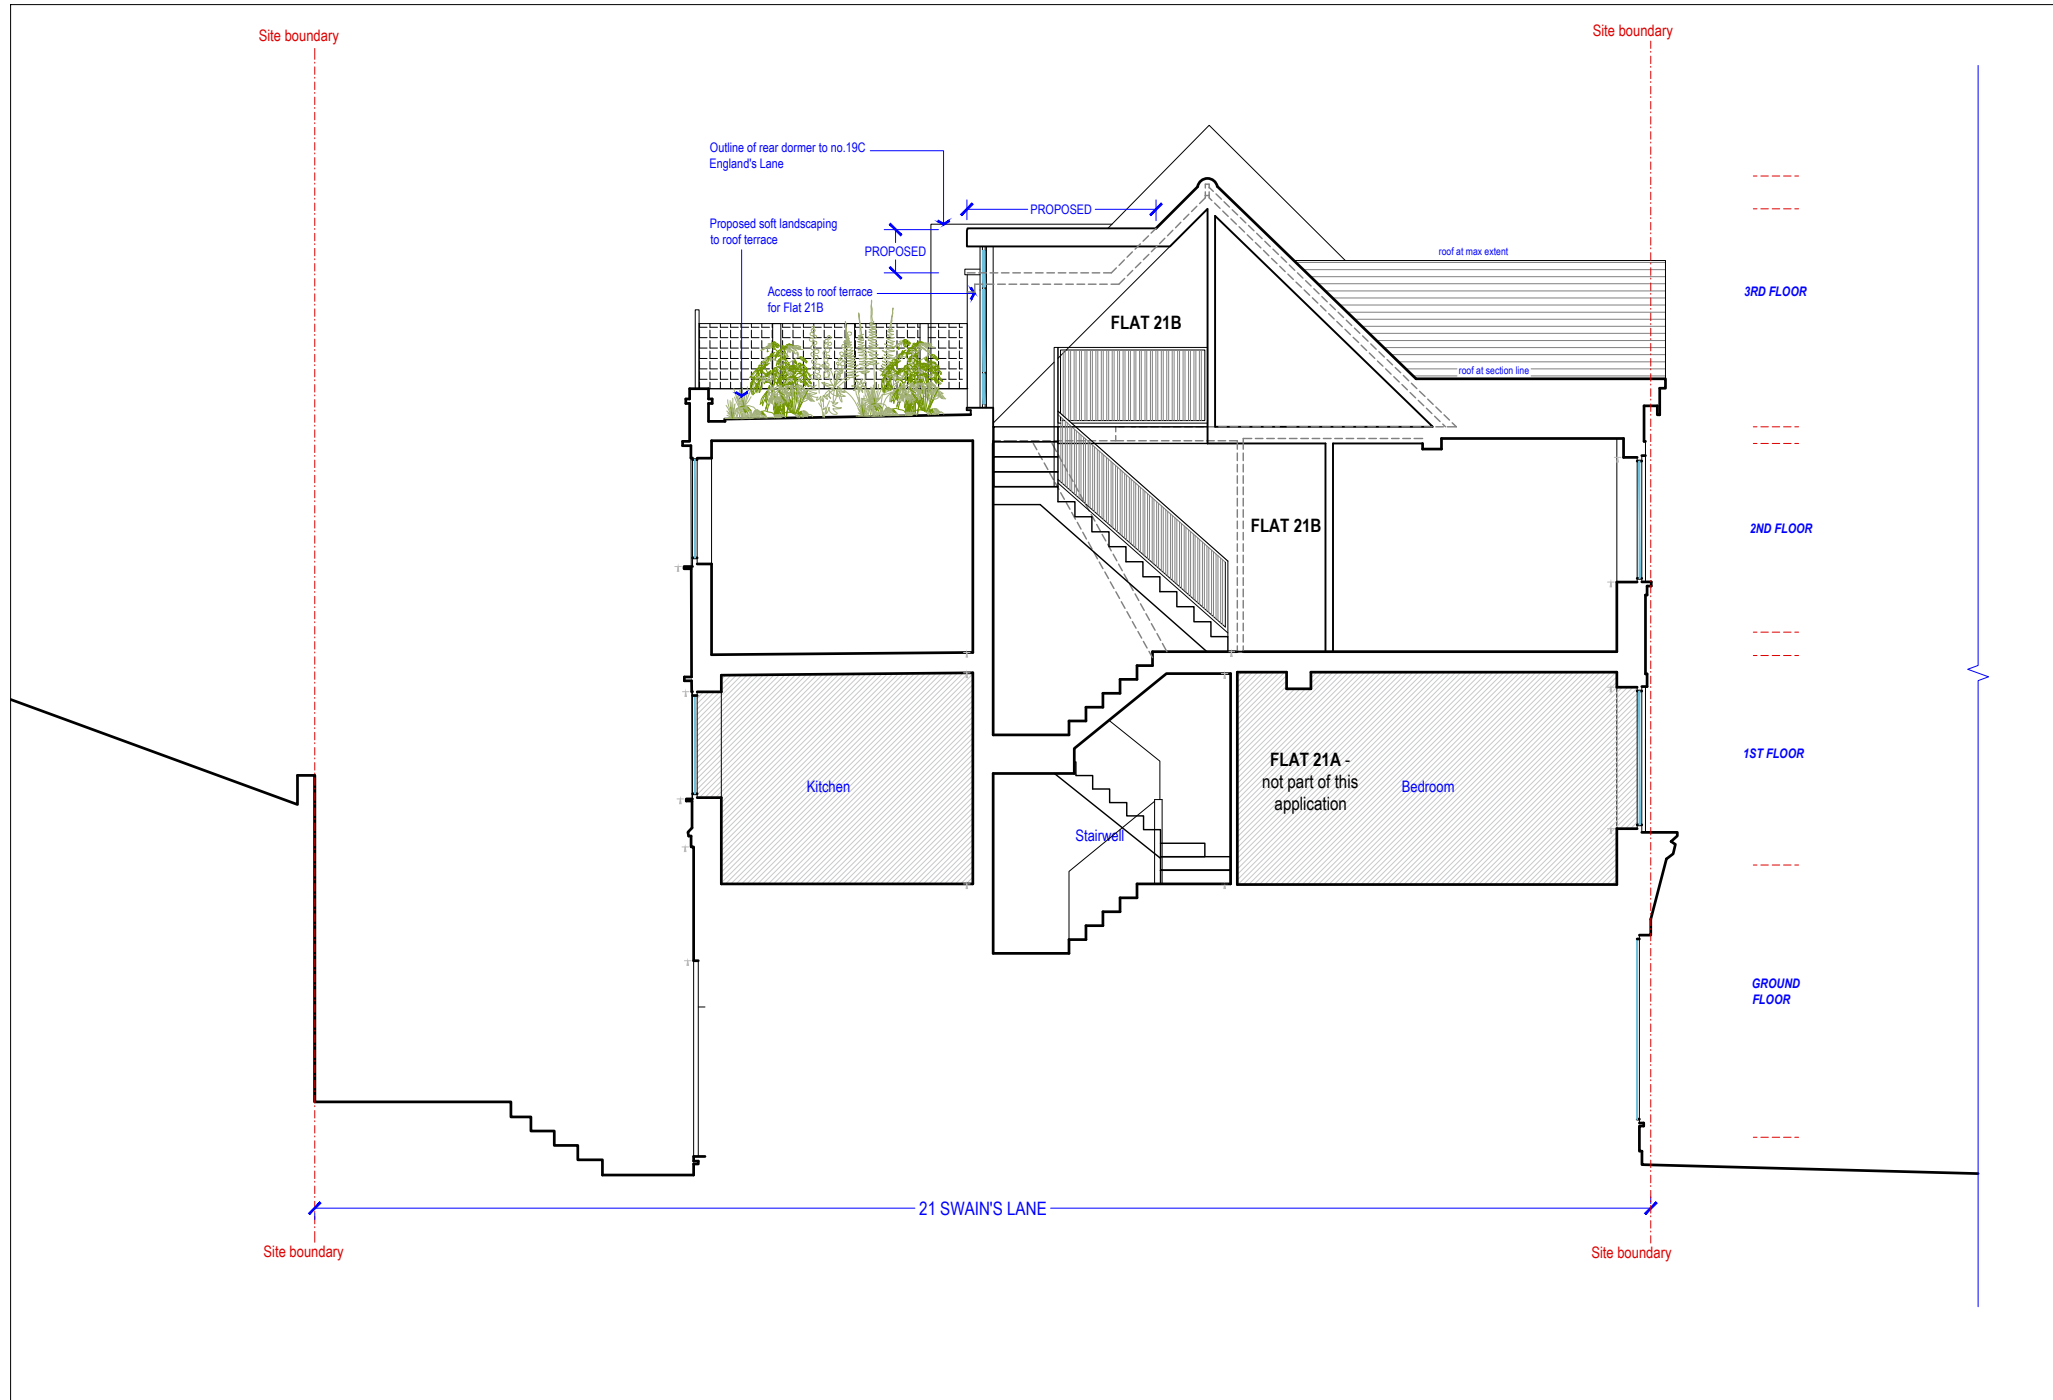 Site boundary
Site boundary
Outline of rear dormer to no.19C
England's Lane
PROPOSED
Proposed soft landscaping
to roof terrace
PROPOSED
roof at max extent
Access to roof terrace
for Flat 21B
3RD FLOOR
FLAT 21B
roof at section line
FLAT 21B
2ND FLOOR
FLAT 21A -
not part of this
application
1ST FLOOR
Kitchen
Bedroom
Stairwell
GROUND
FLOOR
21 SWAIN'S LANE
Site boundary
Site boundary